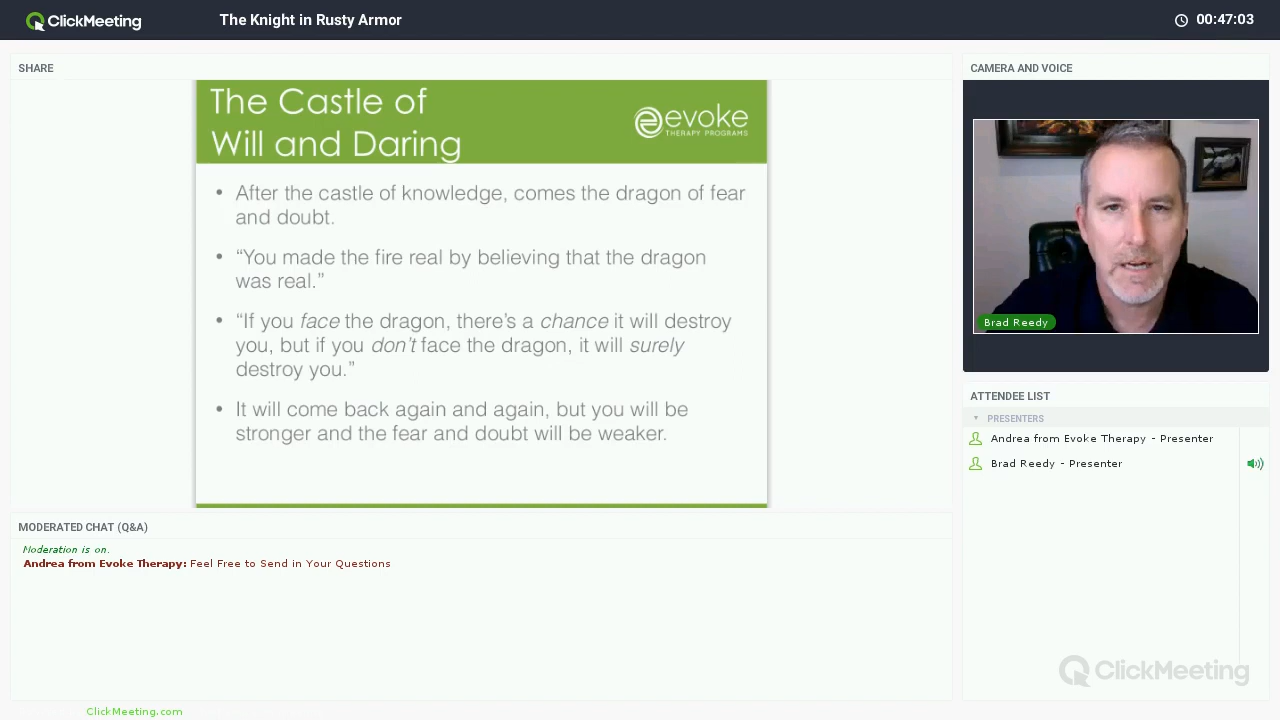 ClickMeeting
The Knight in Rusty Armor
00:47:03
SHARE
The Castle of
Will and Daring
evoke
THERAPY PROGRAMS
• After the castle of knowledge, comes the dragon of fear
and doubt.
• “You made the fire real by believing that the dragon
was real.”
• “If you face the dragon, there’s a chance it will destroy
you, but if you don’t face the dragon, it will surely
destroy you.”
• It will come back again and again, but you will be
stronger and the fear and doubt will be weaker.
CAMERA AND VOICE
Brad Reedy
ATTENDEE LIST
PRESENTERS
Andrea from Evoke Therapy - Presenter
Brad Reedy - Presenter
MODERATED CHAT (Q&A)
Moderation is on.
Andrea from Evoke Therapy: Feel Free to Send in Your Questions
ClickMeeting
ClickMeeting.com